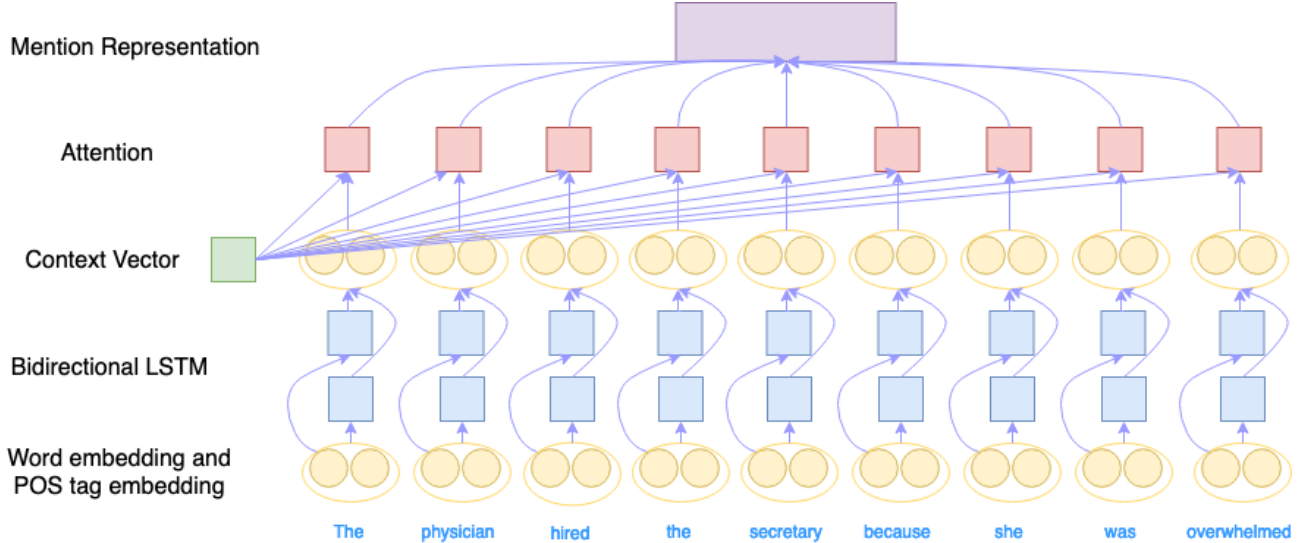 Mention Representation
Attention
Context Vector
Bidirectional LSTM
Word embedding and
POS tag embedding
The physician hired the secretary because she was overwhelmed